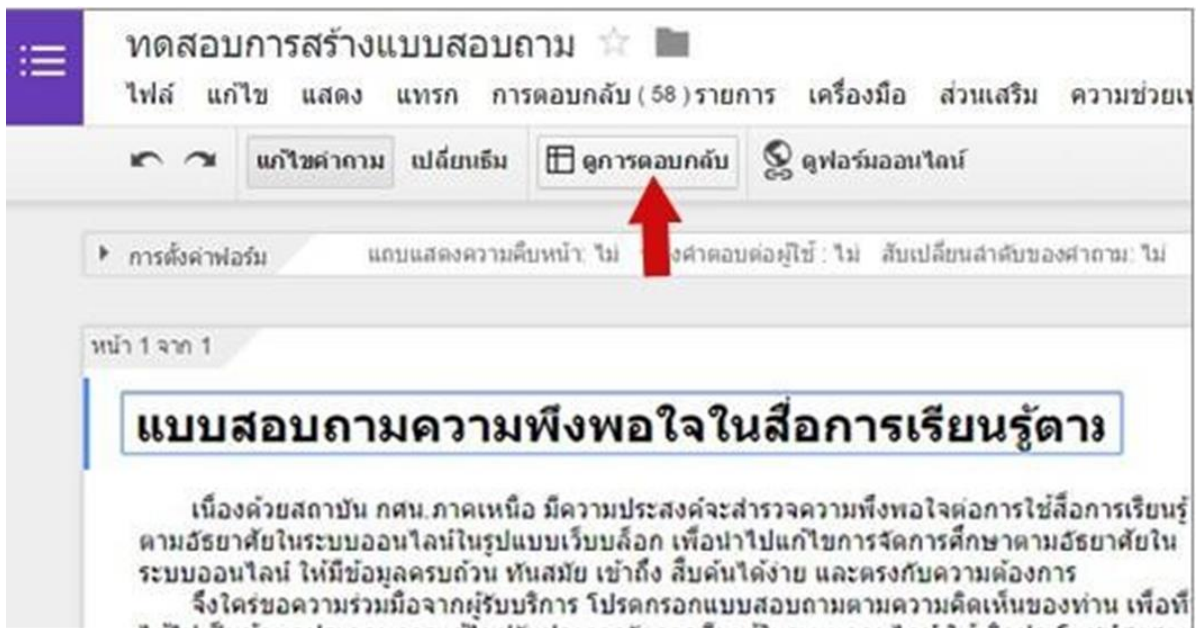 ทดสอบการสร้างแบบสอบถาม
ไฟล์ แก้ไข แสดง แทรก การตอบกลับ (58) รายการ เครื่องมือ ส่วนเสริม
แก้ไขคำถาม เปลี่ยนธีม ดูการตอบกลับ ดูฟอร์มออนไลน์
การตั้งค่าฟอร์ม แถบแสดงความคืบหน้า: ไม่ คำตอบต่อผู้ใช้ : ไม่ สับเปลี่ยนลำดับของคำถาม: ไม่
หน้า 1 จาก 1
แบบสอบถามความพึงพอใจในสื่อการเรียนรู้ตาม
เนื่องด้วยสถาบัน กศน.ภาคเหนือ มีความประสงค์จะสำรวจความพึงพอใจต่อการใช้สื่อการเรียนรู้
ตามอัธยาศัยในระบบออนไลน์ในรูปแบบเว็บบล็อก เพื่อนำไปแก้ไขการจัดการศึกษาตามอัธยาศัยใน
ระบบออนไลน์ ให้มีข้อมูลครบถ้วน ทันสมัย เข้าถึง สืบค้นได้ง่าย และตรงกับความต้องการ
จึงใคร่ขอความร่วมมือจากผู้รับบริการ โปรดกรอกแบบสอบถามตามความคิดเห็นของท่าน เพื่อที่